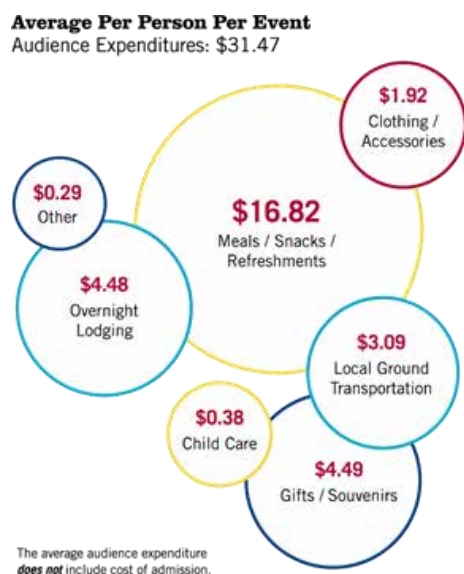 Average Per Person Per Event
Audience Expenditures: $31.47
$1.92
Clothing /
Accessories
$0.29
Other
$16.82
Meals / Snacks /
Refreshments
$4.48
Overnight
Lodging
$3.09
Local Ground
Transportation
$0.38
Child Care
$4.49
Gifts / Souvenirs
The average audience expenditure
does not include cost of admission.